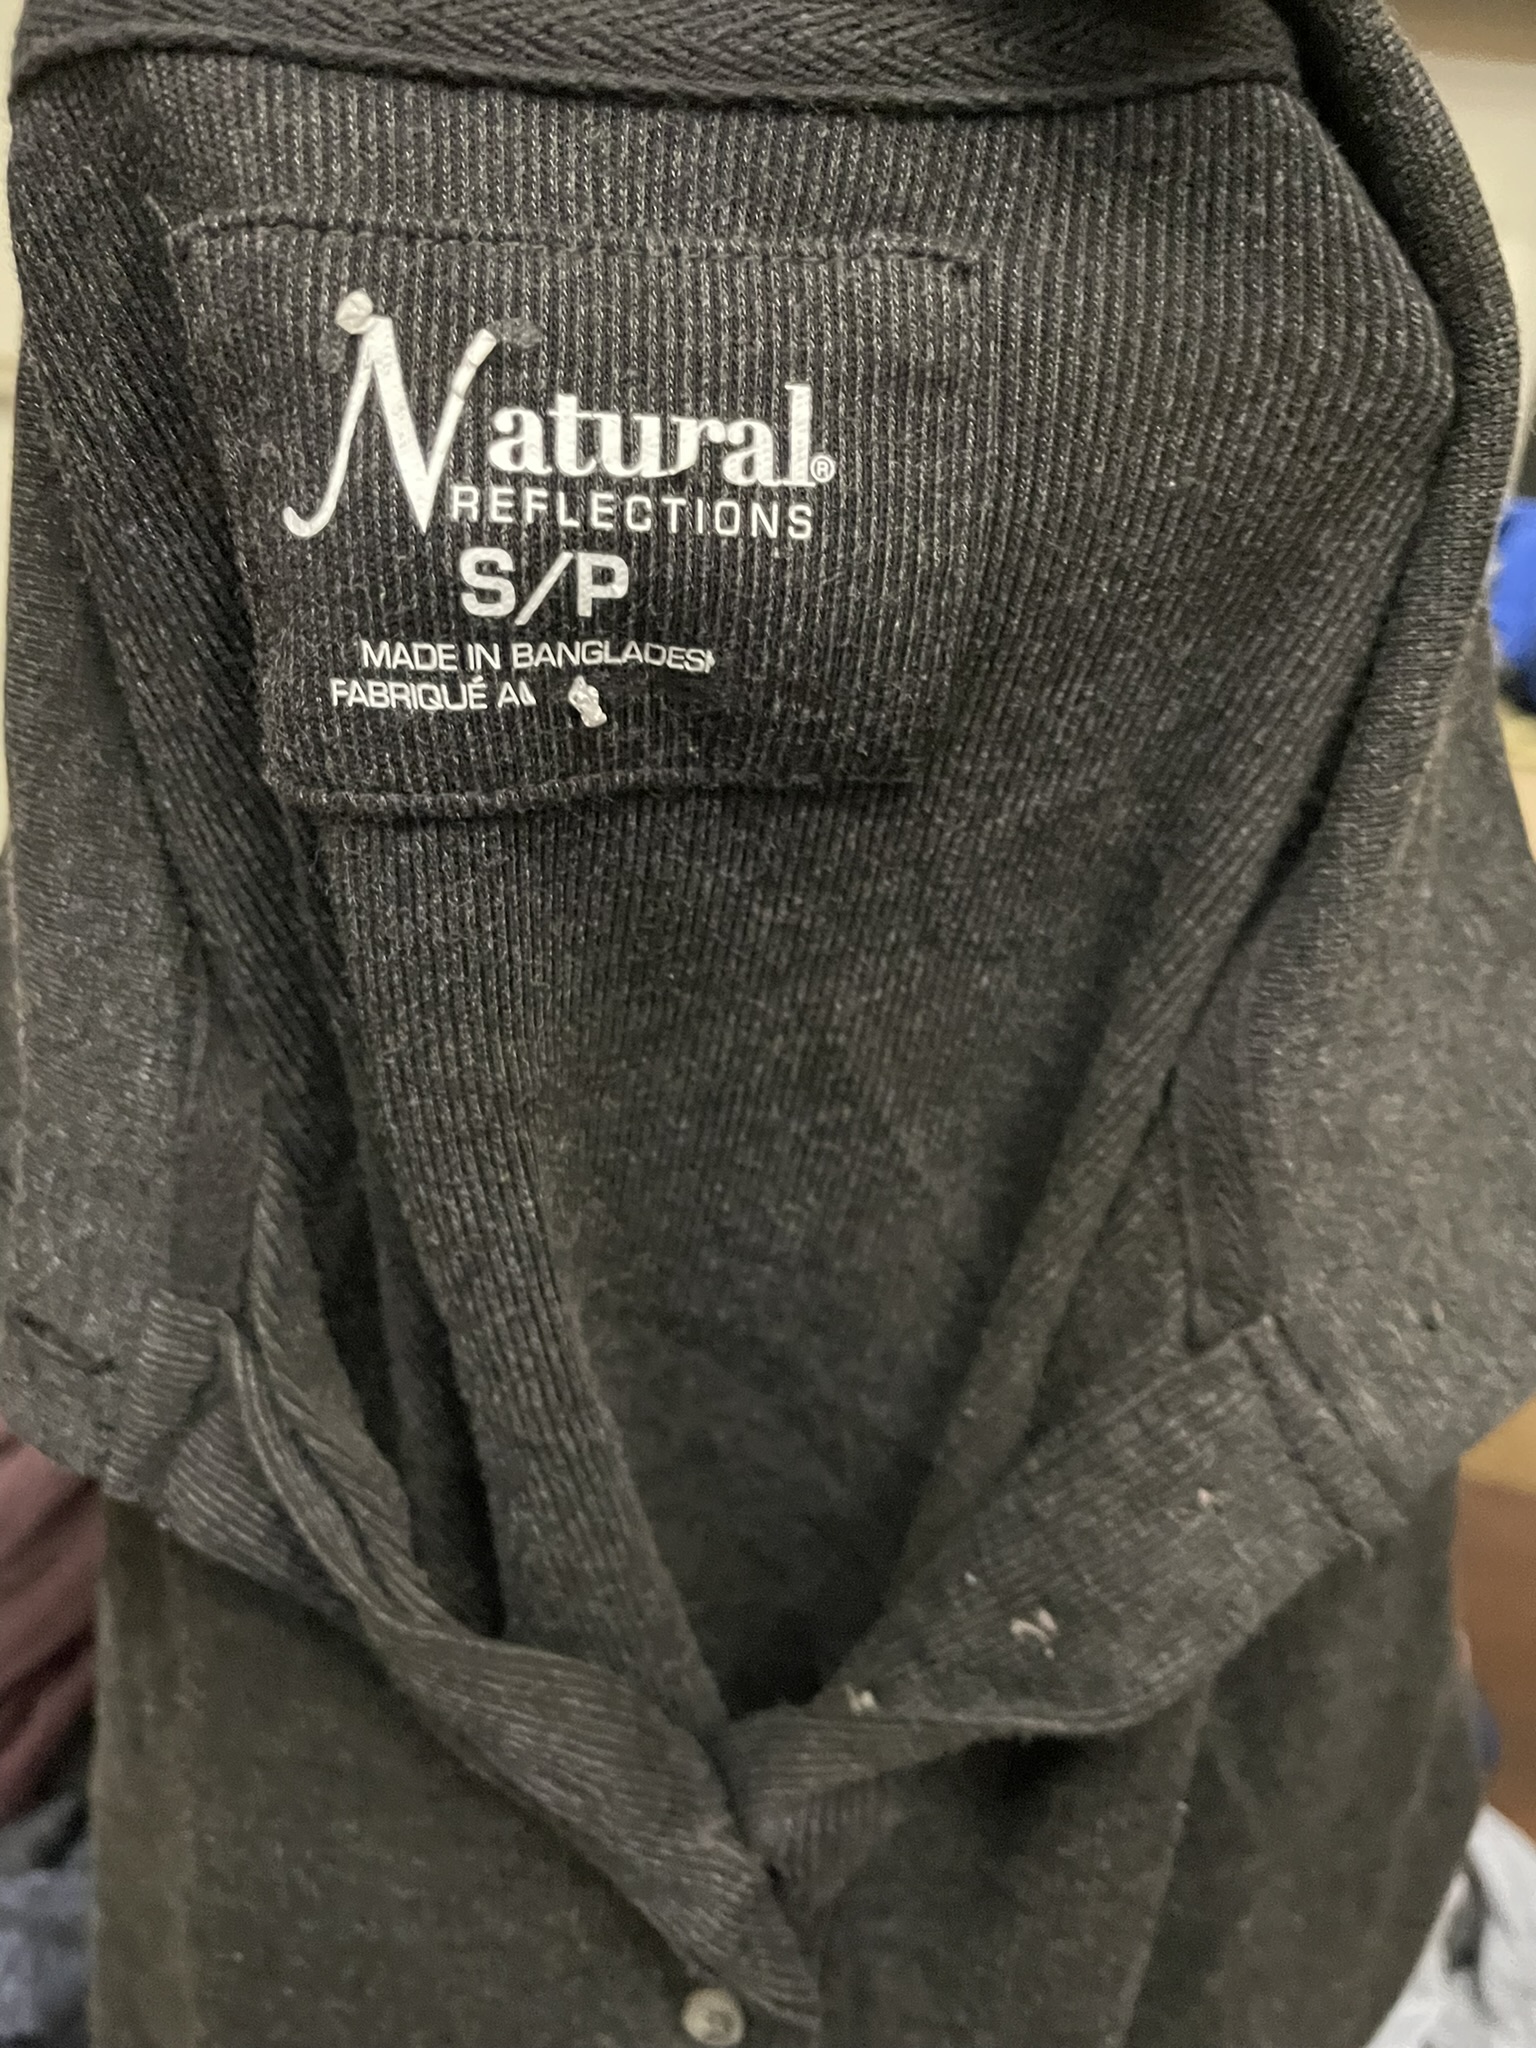 Natural®
REFLECTIONS
S/P
MADE IN BANGLADESH
FABRIQUÉ AU